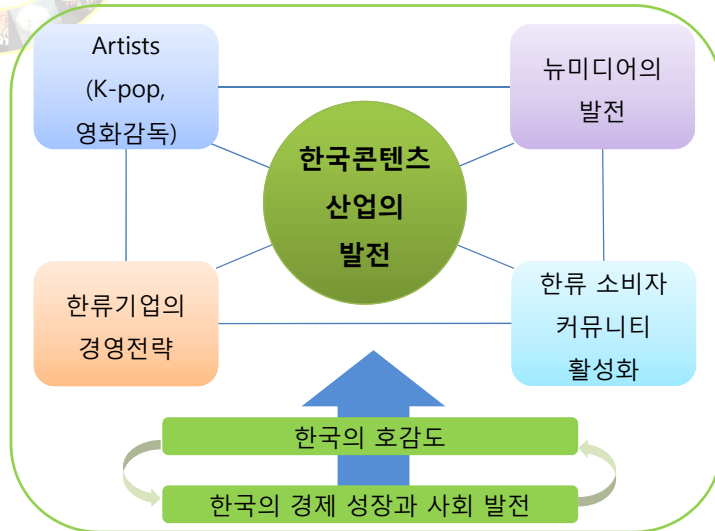 Artists
(K-pop,
영화감독)
뉴미디어의
발전
한국콘텐츠
산업의
발전
한류기업의
경영전략
한류 소비자
커뮤니티
활성화
한국의 호감도
한국의 경제 성장과 사회 발전